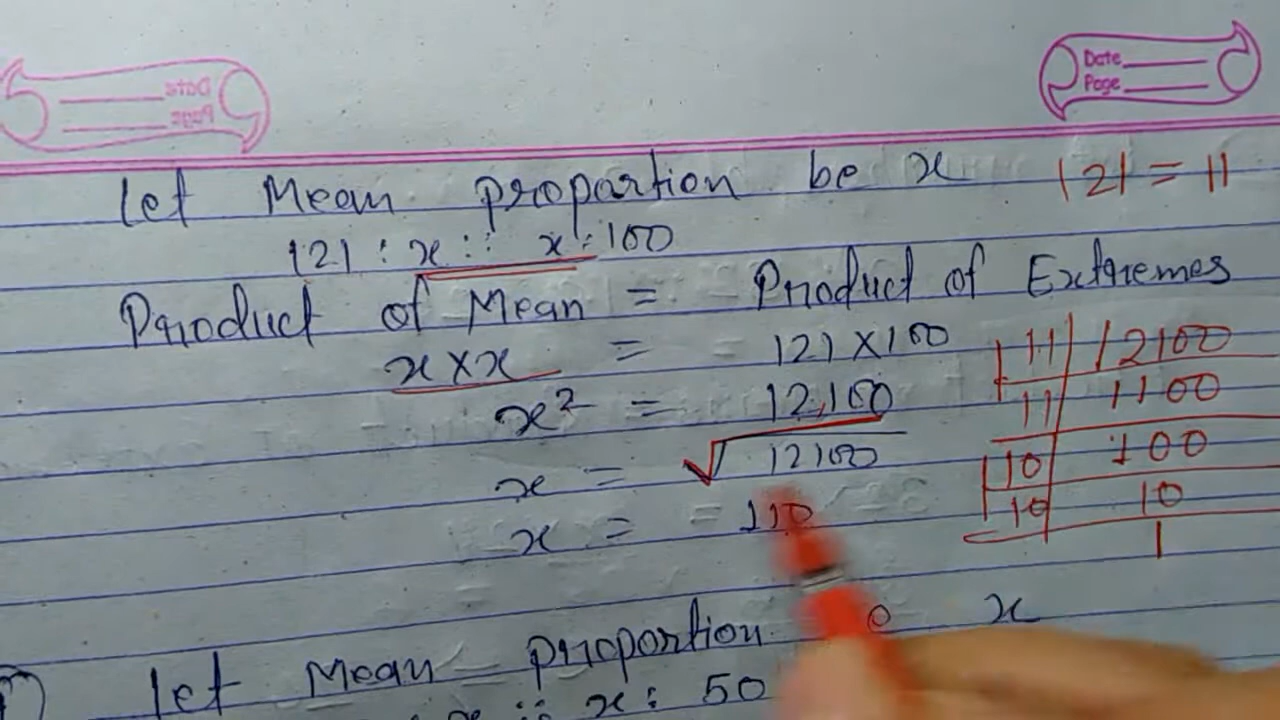 Date
Page
Let Mean proportion be x 121 = 11
121 : x :: x : 100
Product of Mean = Product of Extremes
x × x = 121 × 100
x² = 12,100
x = √12100
x = 110
11 | 12100
11 | 1100
10 | 100
10 | 10
1
Let Mean proportion x
x :: x : 50